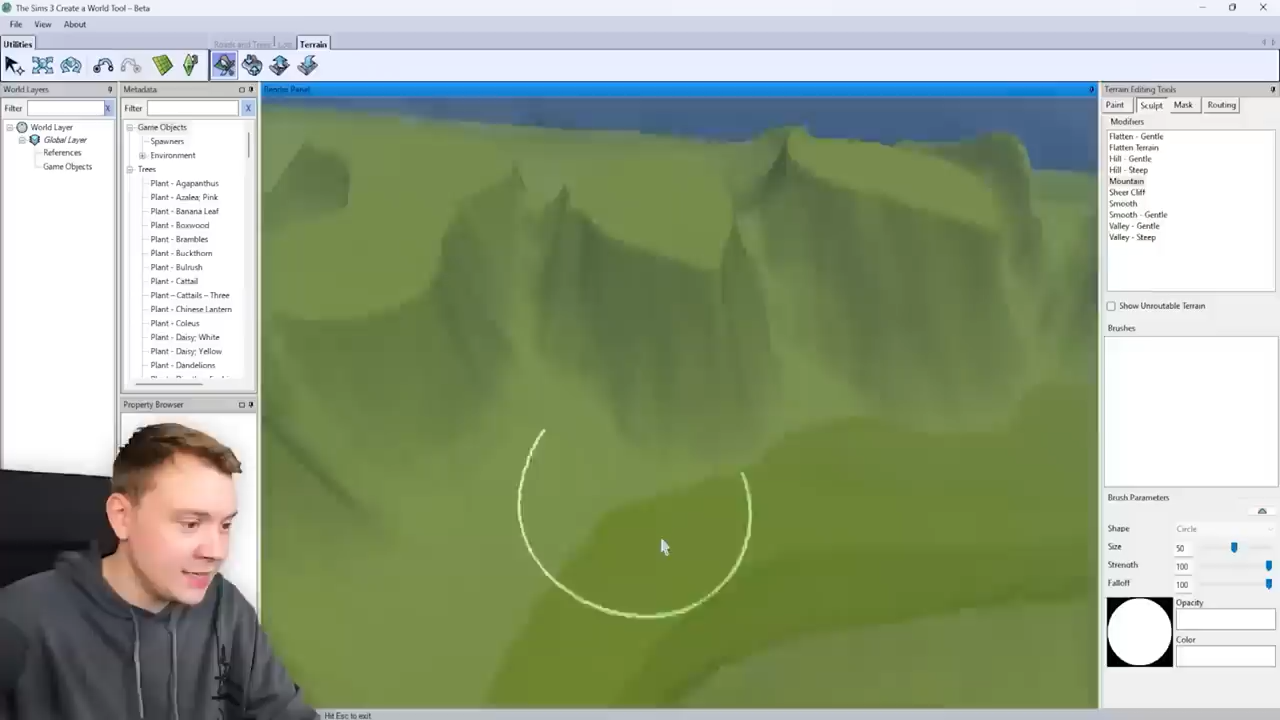 The Sims 3 Create a World Tool – Beta
File View About
Utilities Roads and Trees Lots Terrain
World Layers
Filter X
World Layer
Global Layer
References
Game Objects
Metadata
Filter X
Game Objects
Spawners
Environment
Trees
Plant - Agapanthus
Plant - Azalea; Pink
Plant - Banana Leaf
Plant - Boxwood
Plant - Brambles
Plant - Buckthorn
Plant - Bulrush
Plant - Cattail
Plant – Cattails – Three
Plant - Chinese Lantern
Plant - Coleus
Plant - Daisy; White
Plant - Daisy; Yellow
Plant - Dandelions
Property Browser
Render Panel
Hit Esc to exit
Terrain Editing Tools
Paint Sculpt Mask Routing
Modifiers
Flatten - Gentle
Flatten Terrain
Hill - Gentle
Hill - Steep
Mountain
Sheer Cliff
Smooth
Smooth - Gentle
Valley - Gentle
Valley - Steep
Show Unroutable Terrain
Brushes
Brush Parameters
Shape Circle
Size 50
Strength 100
Falloff 100
Opacity
Color